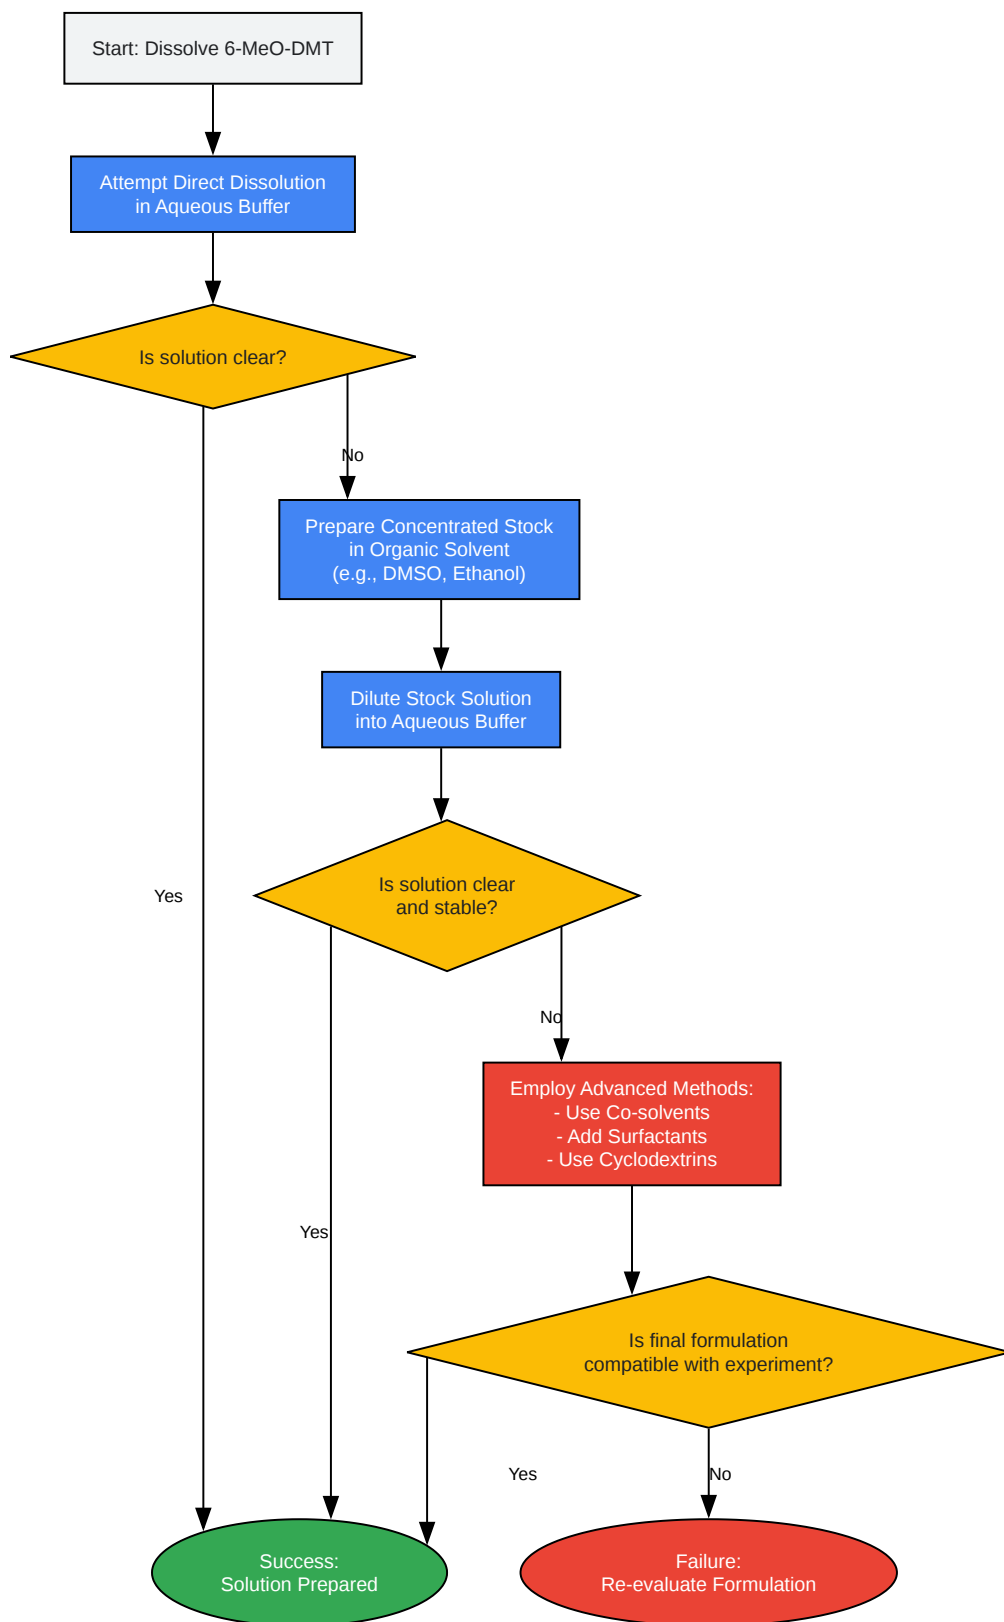 Start: Dissolve 6-MeO-DMT
Attempt Direct Dissolution
in Aqueous Buffer
Is solution clear?
No
Prepare Concentrated Stock
in Organic Solvent
(e.g., DMSO, Ethanol)
Dilute Stock Solution
into Aqueous Buffer
Is solution clear
and stable?
Yes
No
Employ Advanced Methods:
- Use Co-solvents
- Add Surfactants
- Use Cyclodextrins
Yes
Is final formulation
compatible with experiment?
Yes
No
Success:
Solution Prepared
Failure:
Re-evaluate Formulation